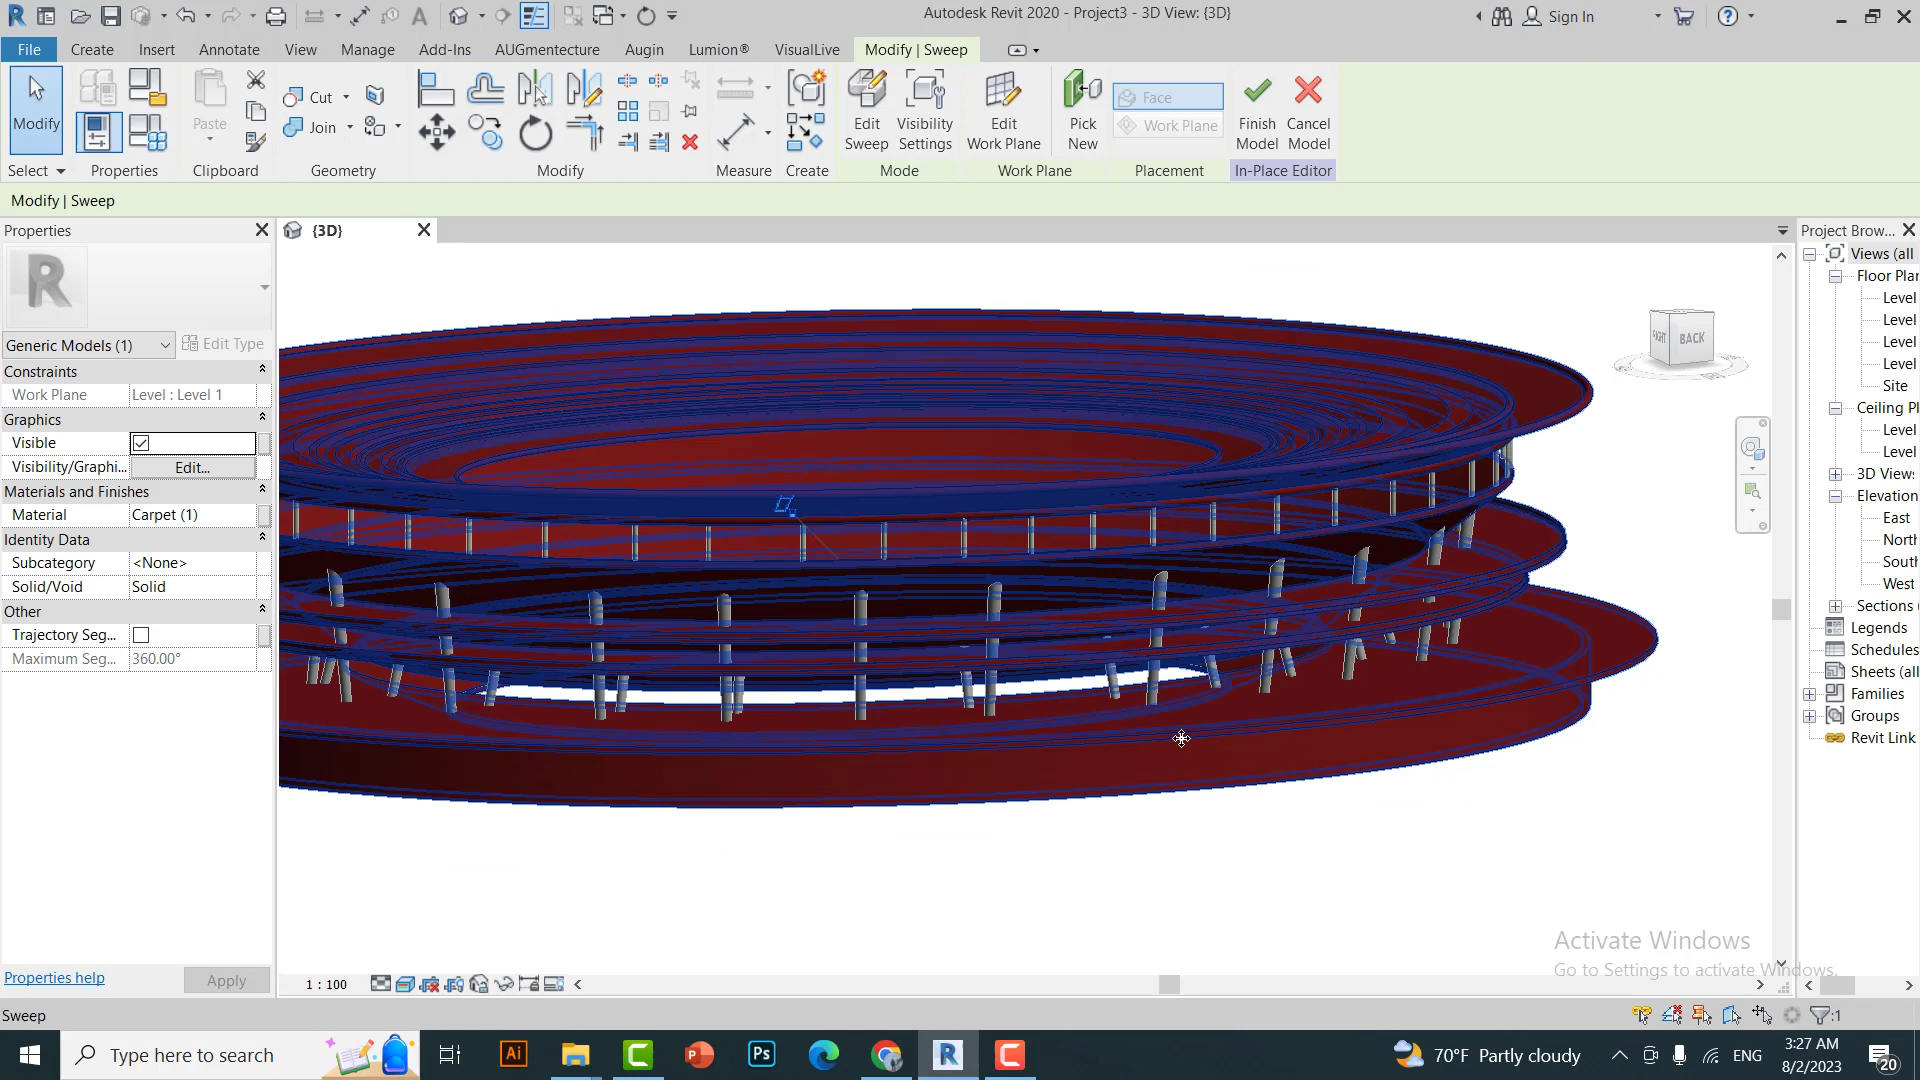 Autodesk Revit 2020 - Project3 - 3D View: {3D}
Sign In
File
Create
Insert
Annotate
View
Manage
Add-Ins
AUGmentecture
Augin
Lumion®
VisualLive
Modify | Sweep
Modify
Paste
Cut
Join
Edit Sweep
Visibility Settings
Edit Work Plane
Pick New
Face
Work Plane
Finish Model
Cancel Model
Select
Properties
Clipboard
Geometry
Modify
Measure
Create
Mode
Work Plane
Placement
In-Place Editor
Modify | Sweep
Properties
{3D}
Project Brow...
R
Generic Models (1)
Edit Type
Constraints
Work Plane
Level : Level 1
Graphics
Visible
Visibility/Graphi...
Edit...
Materials and Finishes
Material
Carpet (1)
Identity Data
Subcategory
<None>
Solid/Void
Solid
Other
Trajectory Seg...
Maximum Seg...
360.00°
Properties help
Apply
RIGHT
BACK
Views (all
Floor Plan
Level
Level
Level
Level
Site
Ceiling Pl
Level
Level
3D Views
Elevation
East
North
South
West
Sections
Legends
Schedules
Sheets (all
Families
Groups
Revit Link
Activate Windows
Go to Settings to activate Windows.
1 : 100
Sweep
:1
Type here to search
Ai
Ps
70°F Partly cloudy
ENG
3:27 AM
8/2/2023
20